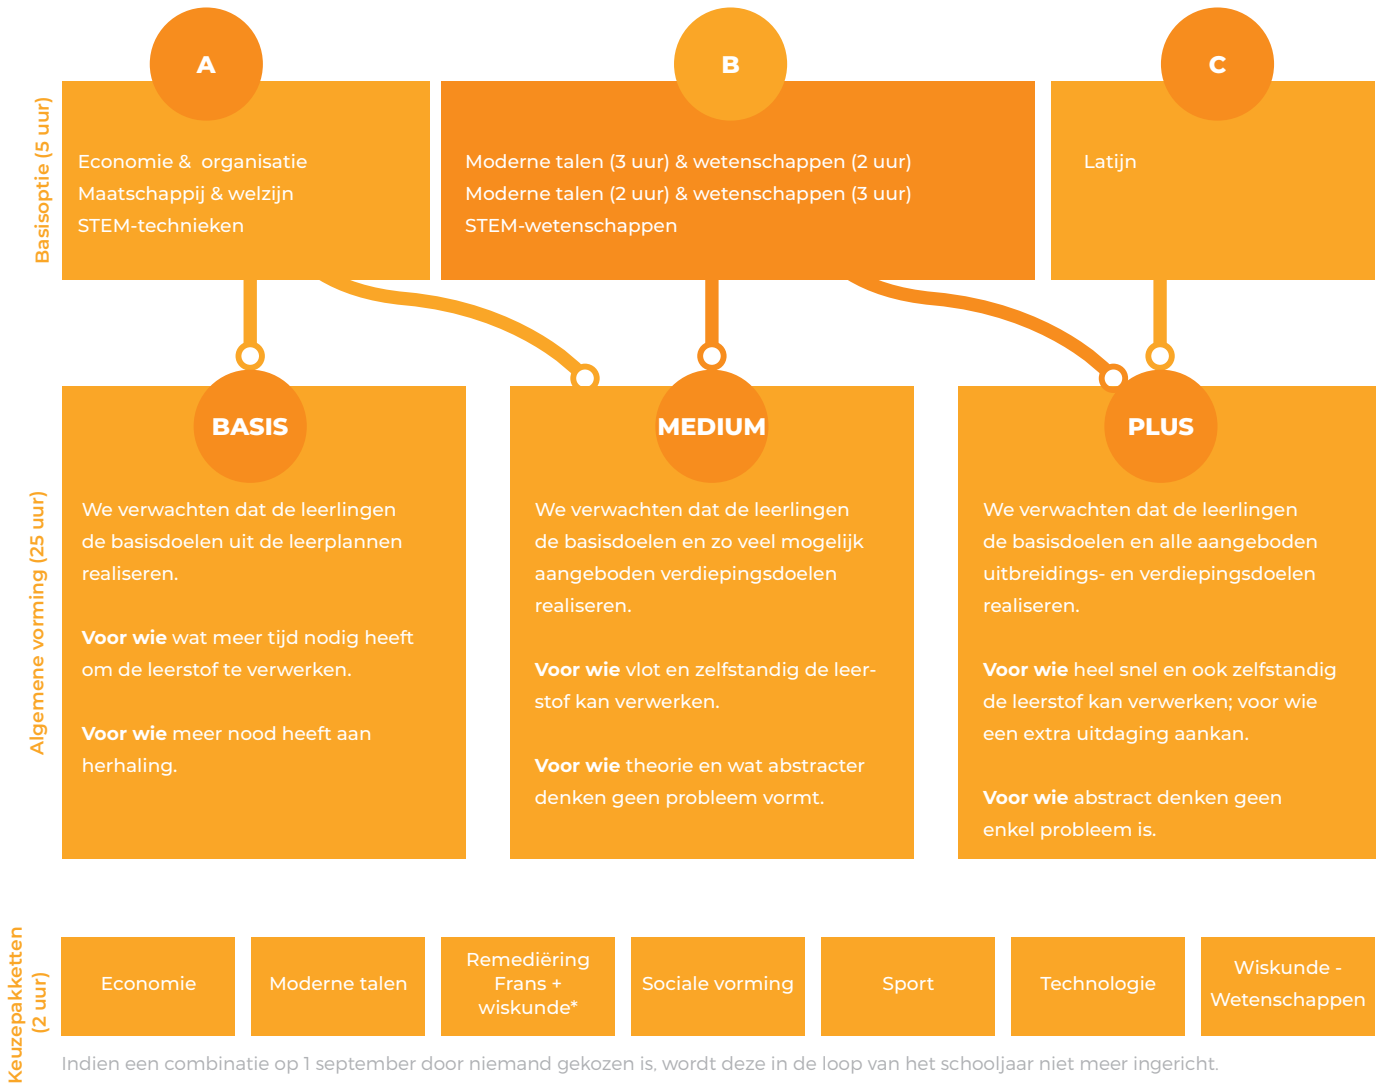 A
B
C
Basisoptie (5 uur)
Economie & organisatie
Maatschappij & welzijn
STEM-technieken
Moderne talen (3 uur) & wetenschappen (2 uur)
Moderne talen (2 uur) & wetenschappen (3 uur)
STEM-wetenschappen
Latijn
Algemene vorming (25 uur)
BASIS
We verwachten dat de leerlingen
de basisdoelen uit de leerplannen
realiseren.
Voor wie wat meer tijd nodig heeft
om de leerstof te verwerken.
Voor wie meer nood heeft aan
herhaling.
MEDIUM
We verwachten dat de leerlingen
de basisdoelen en zo veel mogelijk
aangeboden verdiepingsdoelen
realiseren.
Voor wie vlot en zelfstandig de leer-
stof kan verwerken.
Voor wie theorie en wat abstracter
denken geen probleem vormt.
PLUS
We verwachten dat de leerlingen
de basisdoelen en alle aangeboden
uitbreidings- en verdiepingsdoelen
realiseren.
Voor wie heel snel en ook zelfstandig
de leerstof kan verwerken; voor wie
een extra uitdaging aankan.
Voor wie abstract denken geen
enkel probleem is.
Keuzepakketten
(2 uur)
Economie
Moderne talen
Remediëring
Frans +
wiskunde*
Sociale vorming
Sport
Technologie
Wiskunde -
Wetenschappen
Indien een combinatie op 1 september door niemand gekozen is, wordt deze in de loop van het schooljaar niet meer ingericht.